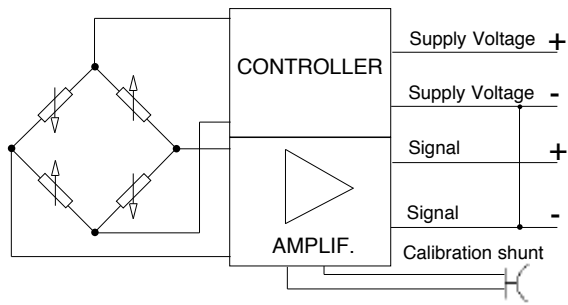 Supply Voltage +
CONTROLLER
Supply Voltage -
Signal +
Signal -
AMPLIF.
Calibration shunt